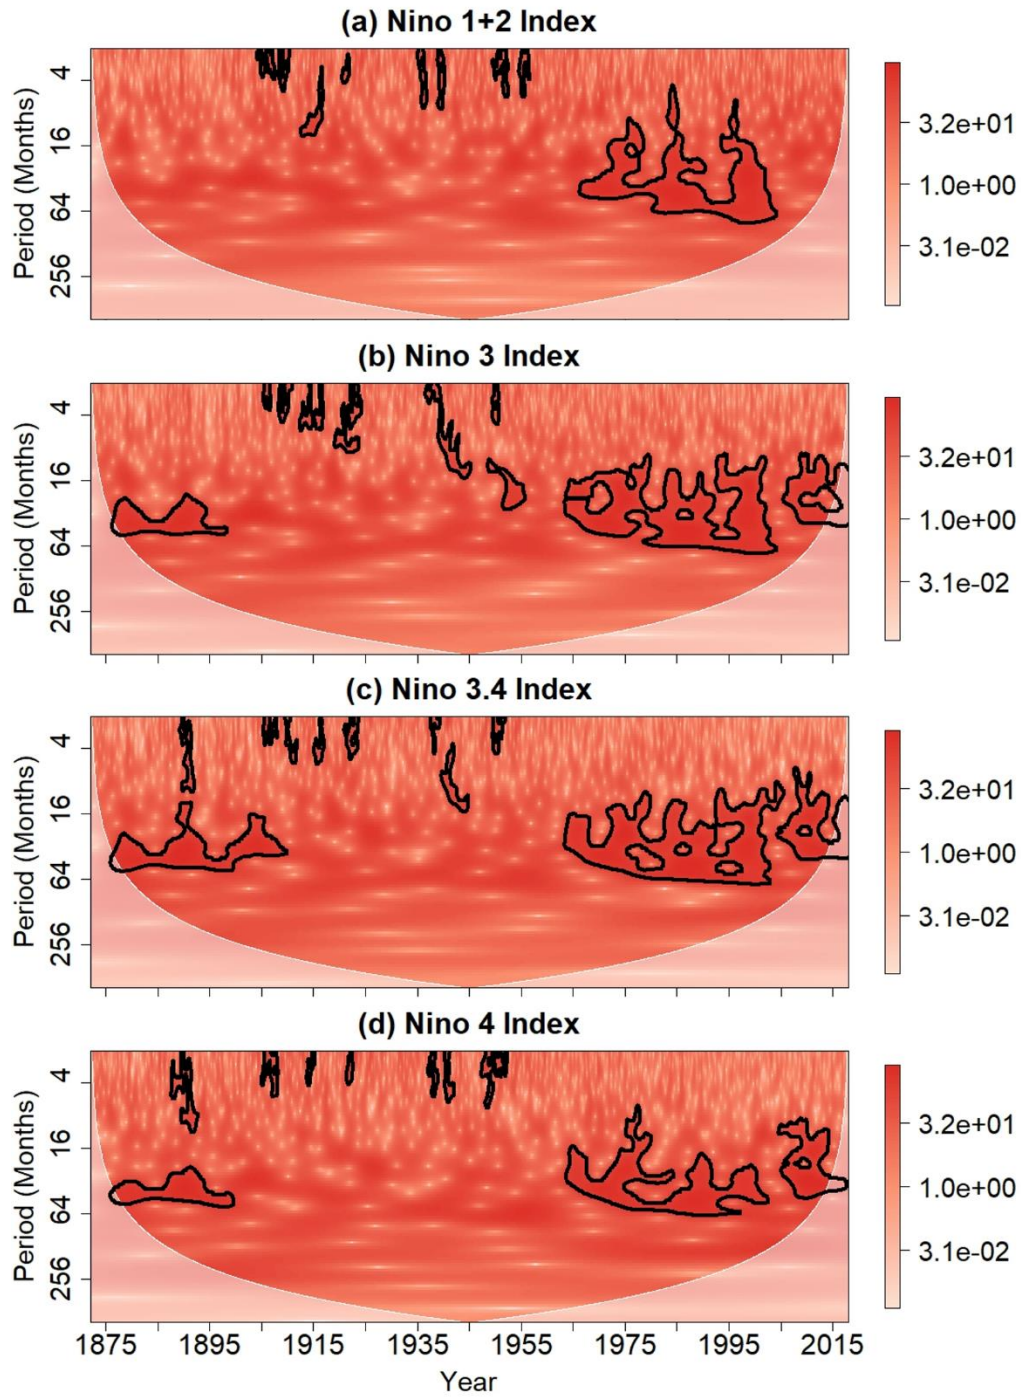 (a) Nino 1+2 Index
Period (Months)
4
16
64
256
3.2e+01
1.0e+00
3.1e-02
(b) Nino 3 Index
Period (Months)
4
16
64
256
3.2e+01
1.0e+00
3.1e-02
(c) Nino 3.4 Index
Period (Months)
4
16
64
256
3.2e+01
1.0e+00
3.1e-02
(d) Nino 4 Index
Period (Months)
4
16
64
256
3.2e+01
1.0e+00
3.1e-02
1875 1895 1915 1935 1955 1975 1995 2015
Year